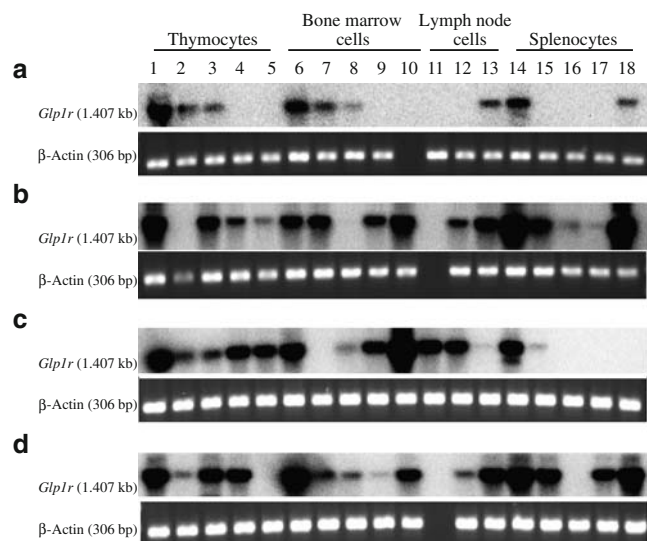 Bone marrow Lymph node
Thymocytes cells cells Splenocytes
a 1 2 3 4 5 6 7 8 9 10 11 12 13 14 15 16 17 18
Glp1r (1.407 kb)
β-Actin (306 bp)
b
Glp1r (1.407 kb)
β-Actin (306 bp)
c
Glp1r (1.407 kb)
β-Actin (306 bp)
d
Glp1r (1.407 kb)
β-Actin (306 bp)